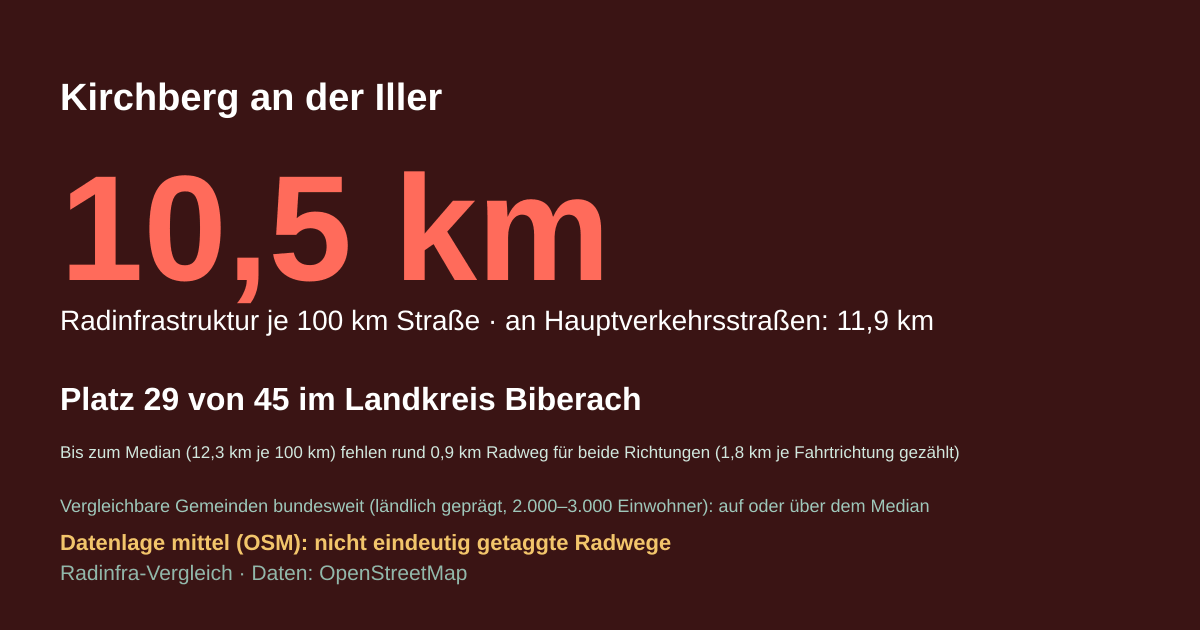 Kirchberg an der Iller
10,5 km
Radinfrastruktur je 100 km Straße · an Hauptverkehrsstraßen: 11,9 km
Platz 29 von 45 im Landkreis Biberach
Bis zum Median (12,3 km je 100 km) fehlen rund 0,9 km Radweg für beide Richtungen (1,8 km je Fahrtrichtung gezählt)
Vergleichbare Gemeinden bundesweit (ländlich geprägt, 2.000–3.000 Einwohner): auf oder über dem Median
Datenlage mittel (OSM): nicht eindeutig getaggte Radwege
Radinfra-Vergleich · Daten: OpenStreetMap